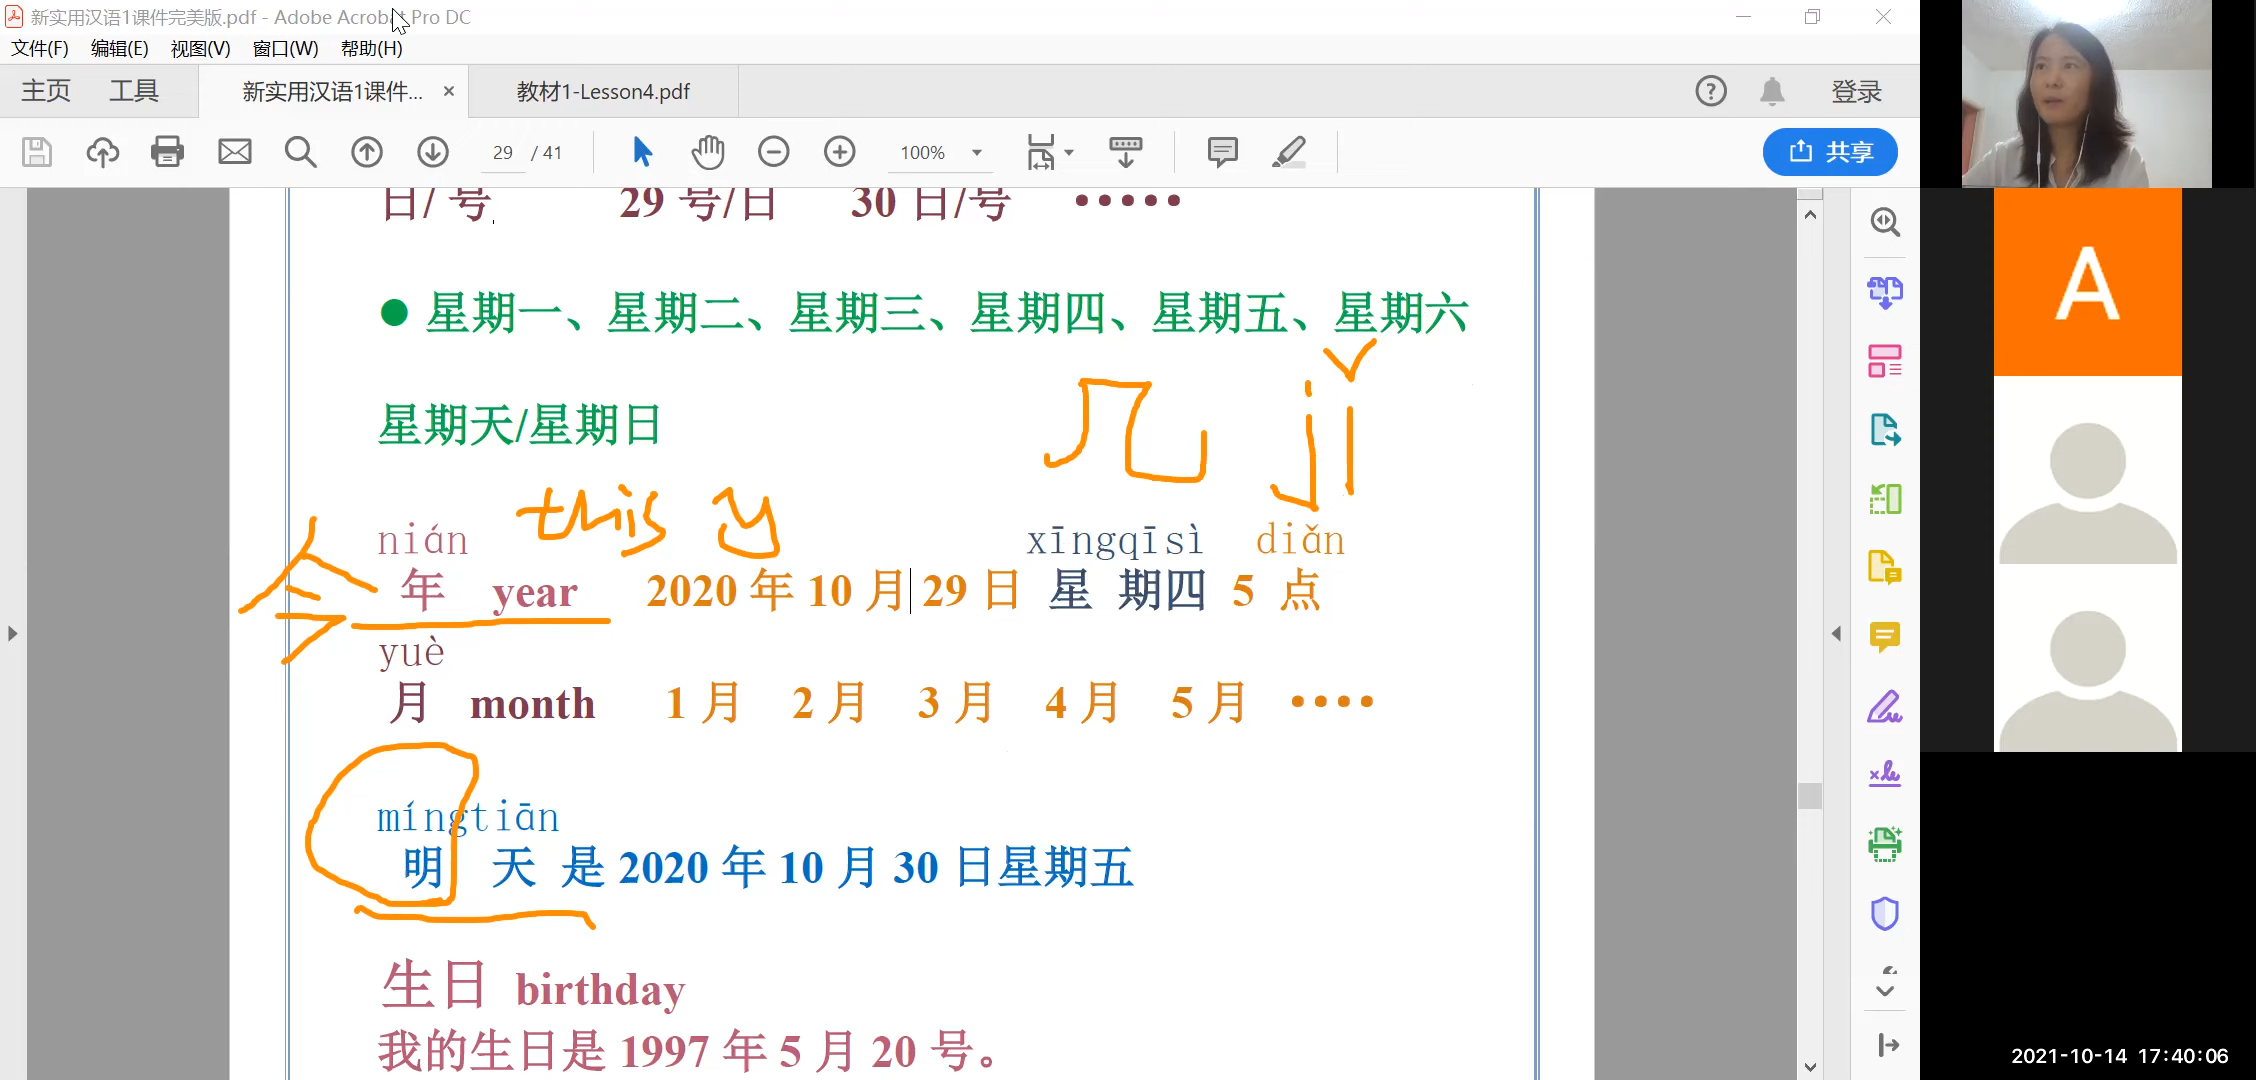 新实用汉语1课件完美版.pdf - Adobe Acrobat Pro DC
文件(F) 编辑(E) 视图(V) 窗口(W) 帮助(H)
主页 工具 新实用汉语1课件... × 教材1-Lesson4.pdf 登录
29 / 41 100% 共享
A
日/ 号 29 号/日 30 日/号 •••••
● 星期一、星期二、星期三、星期四、星期五、星期六
星期天/星期日
几 jǐ
this y
nián xīngqīsì diǎn
今 年 year 2020 年 10 月 29 日 星 期四 5 点
yuè
月 month 1 月 2 月 3 月 4 月 5 月 ••••
míngtiān
明 天 是 2020 年 10 月 30 日星期五
生日 birthday
我的生日是 1997 年 5 月 20 号。
2021-10-14 17:40:06